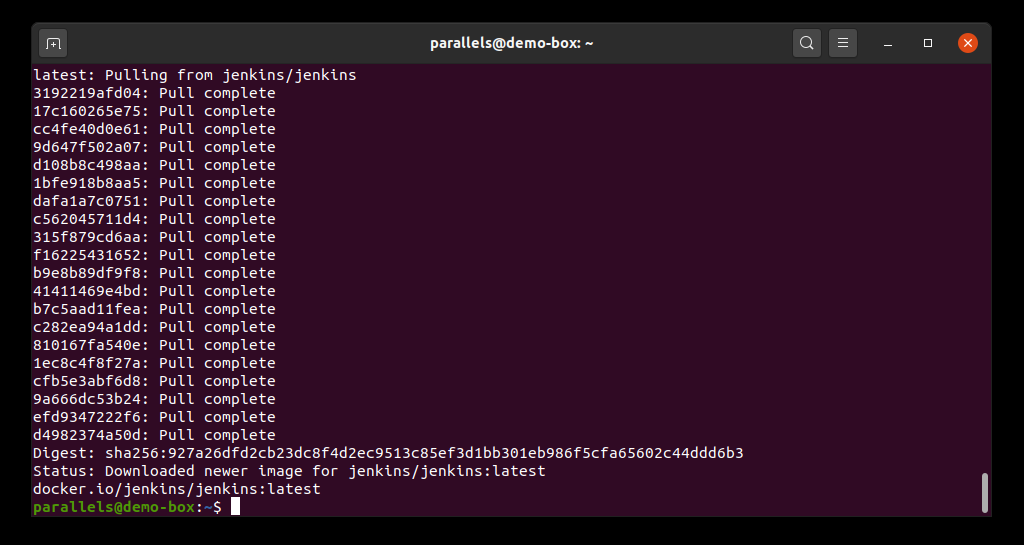 parallels@demo-box: ~
latest: Pulling from jenkins/jenkins
3192219afd04: Pull complete
17c160265e75: Pull complete
cc4fe40d0e61: Pull complete
9d647f502a07: Pull complete
d108b8c498aa: Pull complete
1bfe918b8aa5: Pull complete
dafa1a7c0751: Pull complete
c562045711d4: Pull complete
315f879cd6aa: Pull complete
f16225431652: Pull complete
b9e8b89df9f8: Pull complete
41411469e4bd: Pull complete
b7c5aad11fea: Pull complete
c282ea94a1dd: Pull complete
810167fa540e: Pull complete
1ec8c4f8f27a: Pull complete
cfb5e3abf6d8: Pull complete
9a666dc53b24: Pull complete
efd9347222f6: Pull complete
d4982374a50d: Pull complete
Digest: sha256:927a26dfd2cb23dc8f4d2ec9513c85ef3d1bb301eb986f5cfa65602c44ddd6b3
Status: Downloaded newer image for jenkins/jenkins:latest
docker.io/jenkins/jenkins:latest
parallels@demo-box:~$